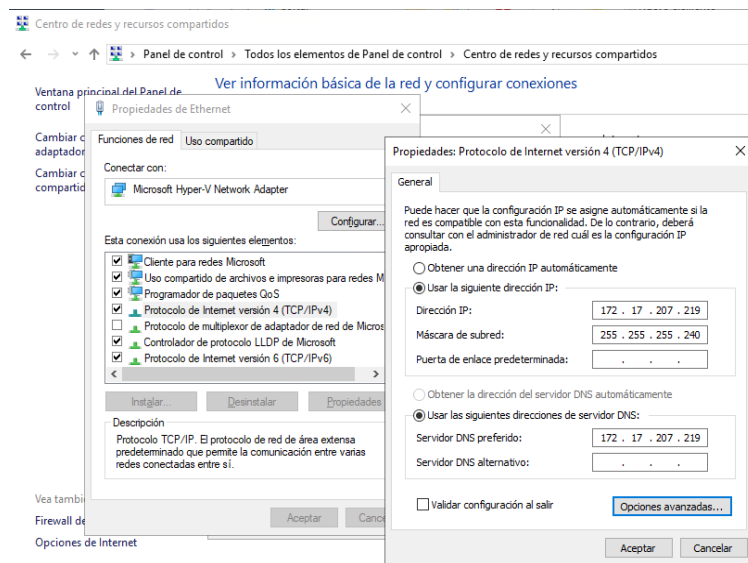 Centro de redes y recursos compartidos
Panel de control > Todos los elementos de Panel de control > Centro de redes y recursos compartidos
Ventana principal del Panel de
control
Ver información básica de la red y configurar conexiones
Cambiar
adaptador
Cambiar
Vea
Firewall de
Opciones de Internet
Propiedades de Ethernet
Funciones de red
Uso compartido
Conectar con:
Microsoft Hyper-V Network Adapter
Configurar...
Esta conexión usa los siguientes elementos:
Cliente para redes Microsoft
Uso compartido de archivos e impresoras para redes M
Programador de paquetes QoS
Protocolo de Internet versión 4 (TCP/IPv4)
Protocolo de multiplexor de adaptador de red de Micros
Controlador de protocolo LLDP de Microsoft
Protocolo de Internet versión 6 (TCP/IPv6)
Instalar...
Desinstalar
Propiedades
Descripción
Protocolo TCP/IP. El protocolo de red de área extensa
predeterminado que permite la comunicación entre varias
redes conectadas entre sí.
Aceptar
Propiedades: Protocolo de Internet versión 4 (TCP/IPv4)
General
Puede hacer que la configuración IP se asigne automáticamente si la
red es compatible con esta funcionalidad. De lo contrario, deberá
consultar con el administrador de red cuál es la configuración IP
apropiada.
Obtener una dirección IP automáticamente
Usar la siguiente dirección IP:
Dirección IP:
172 . 17 . 207 . 219
Máscara de subred:
255 . 255 . 255 . 240
Puerta de enlace predeterminada:
. . .
Obtener la dirección del servidor DNS automáticamente
Usar las siguientes direcciones de servidor DNS:
Servidor DNS preferido:
172 . 17 . 207 . 219
Servidor DNS alternativo:
. . .
Validar configuración al salir
Opciones avanzadas...
Aceptar
Cancelar